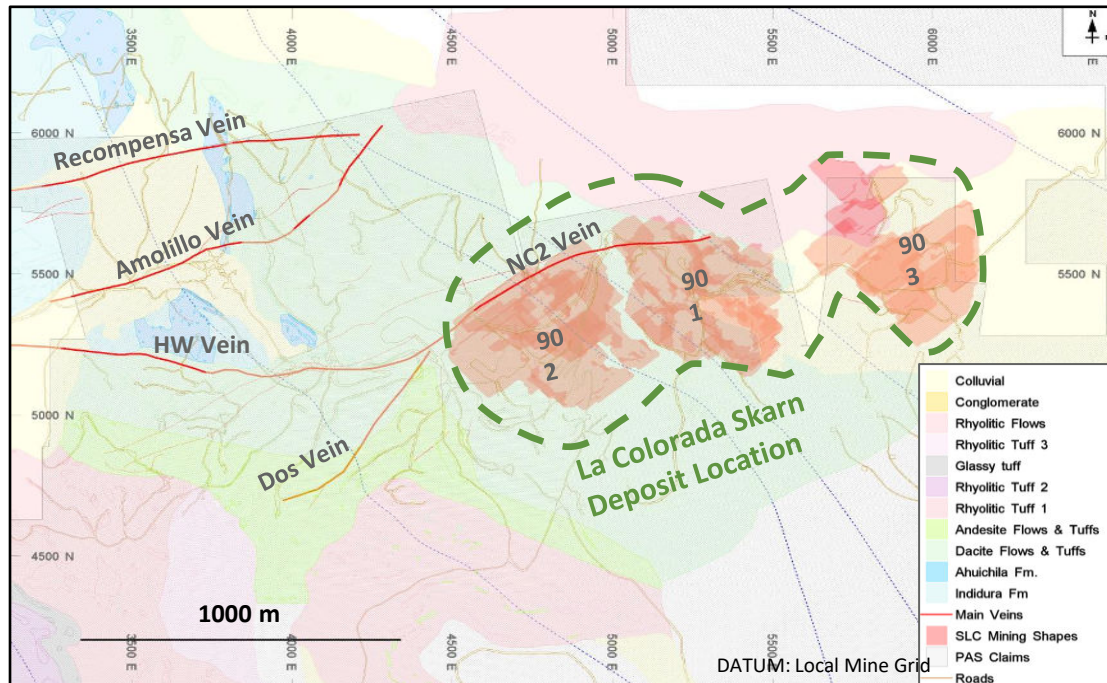 N
3500 E
4000 E
4500 E
5000 E
5500 E
6000 E
6000 N
6000 N
Recompensa Vein
Amolillo Vein
NC2 Vein
5500 N
5500 N
90
1
90
2
90
3
HW Vein
5000 N
Dos Vein
La Colorada Skarn
Deposit Location
4500 N
1000 m
3500 E
4000 E
4500 E
5000 E
DATUM: Local Mine Grid
Colluvial
Conglomerate
Rhyolitic Flows
Rhyolitic Tuff 3
Glassy tuff
Rhyolitic Tuff 2
Rhyolitic Tuff 1
Andesite Flows & Tuffs
Dacite Flows & Tuffs
Ahuichila Fm.
Indidura Fm
Main Veins
SLC Mining Shapes
PAS Claims
Roads